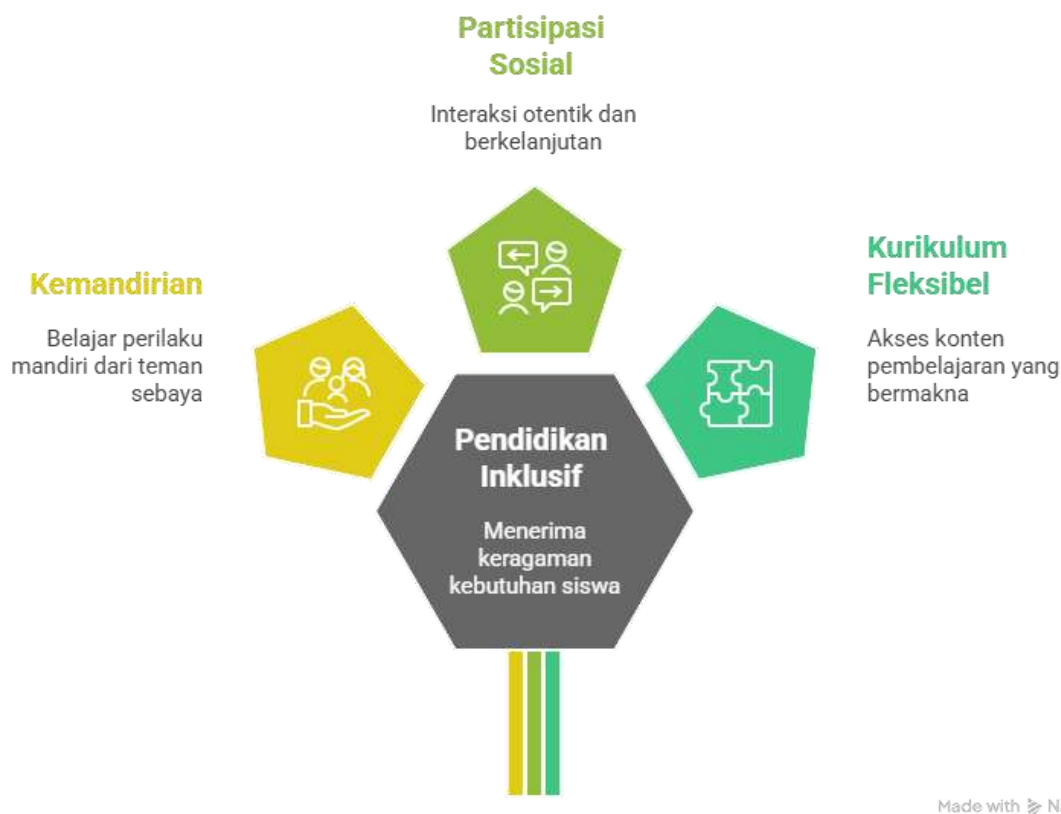 Partisipasi
Sosial
Interaksi otentik dan
berkelanjutan
Kemandirian
Belajar perilaku
mandiri dari teman
sebaya
Kurikulum
Fleksibel
Akses konten
pembelajaran yang
bermakna
Pendidikan
Inklusif
Menerima
keragaman
kebutuhan siswa
Made with